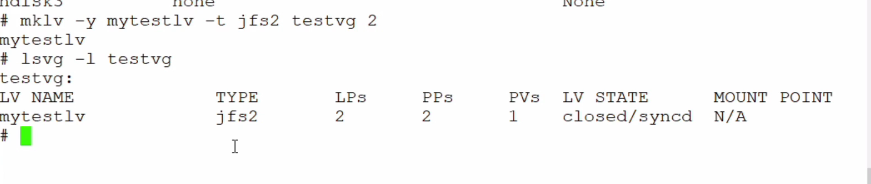 hdisk3 none None
# mklv -y mytestlv -t jfs2 testvg 2
mytestlv
# lsvg -l testvg
testvg:
LV NAME TYPE LPs PPs PVs LV STATE MOUNT POINT
mytestlv jfs2 2 2 1 closed/syncd N/A
#